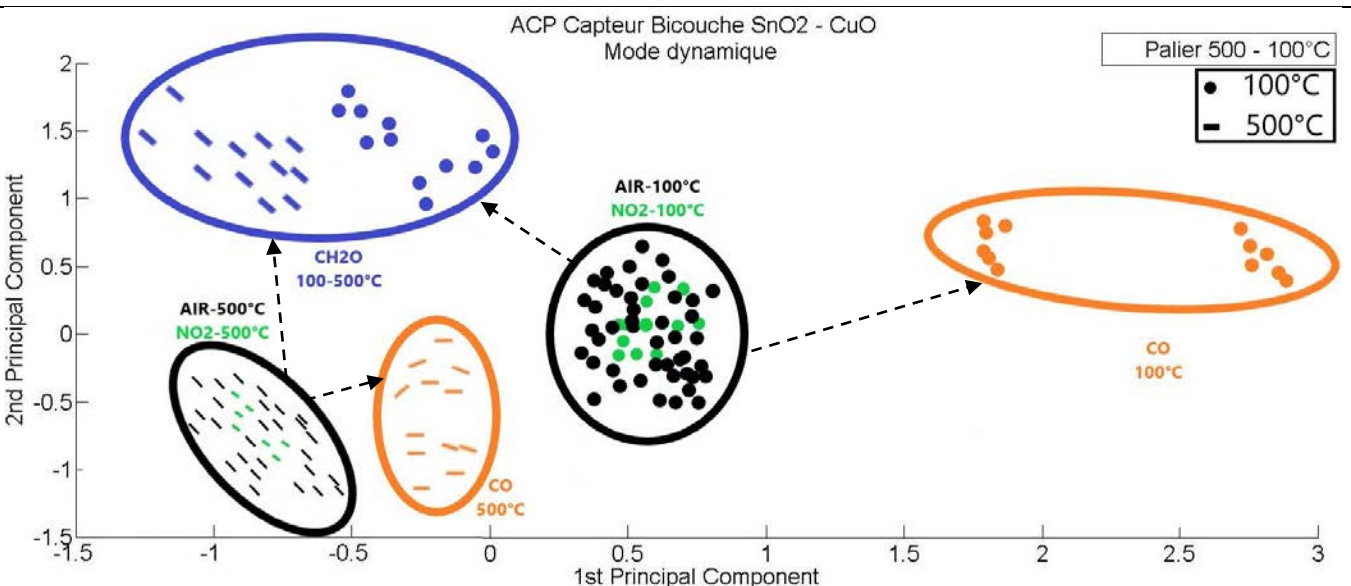 ACP Capteur Bicouche SnO2 - CuO
Mode dynamique
Palier 500 - 100°C
100°C
500°C
2nd Principal Component
2
1.5
1
0.5
0
-0.5
-1
-1.5
CH2O
100-500°C
AIR-100°C
NO2-100°C
AIR-500°C
NO2-500°C
CO
500°C
CO
100°C
-1.5
-1
-0.5
0
0.5
1
1.5
2
2.5
3
1st Principal Component